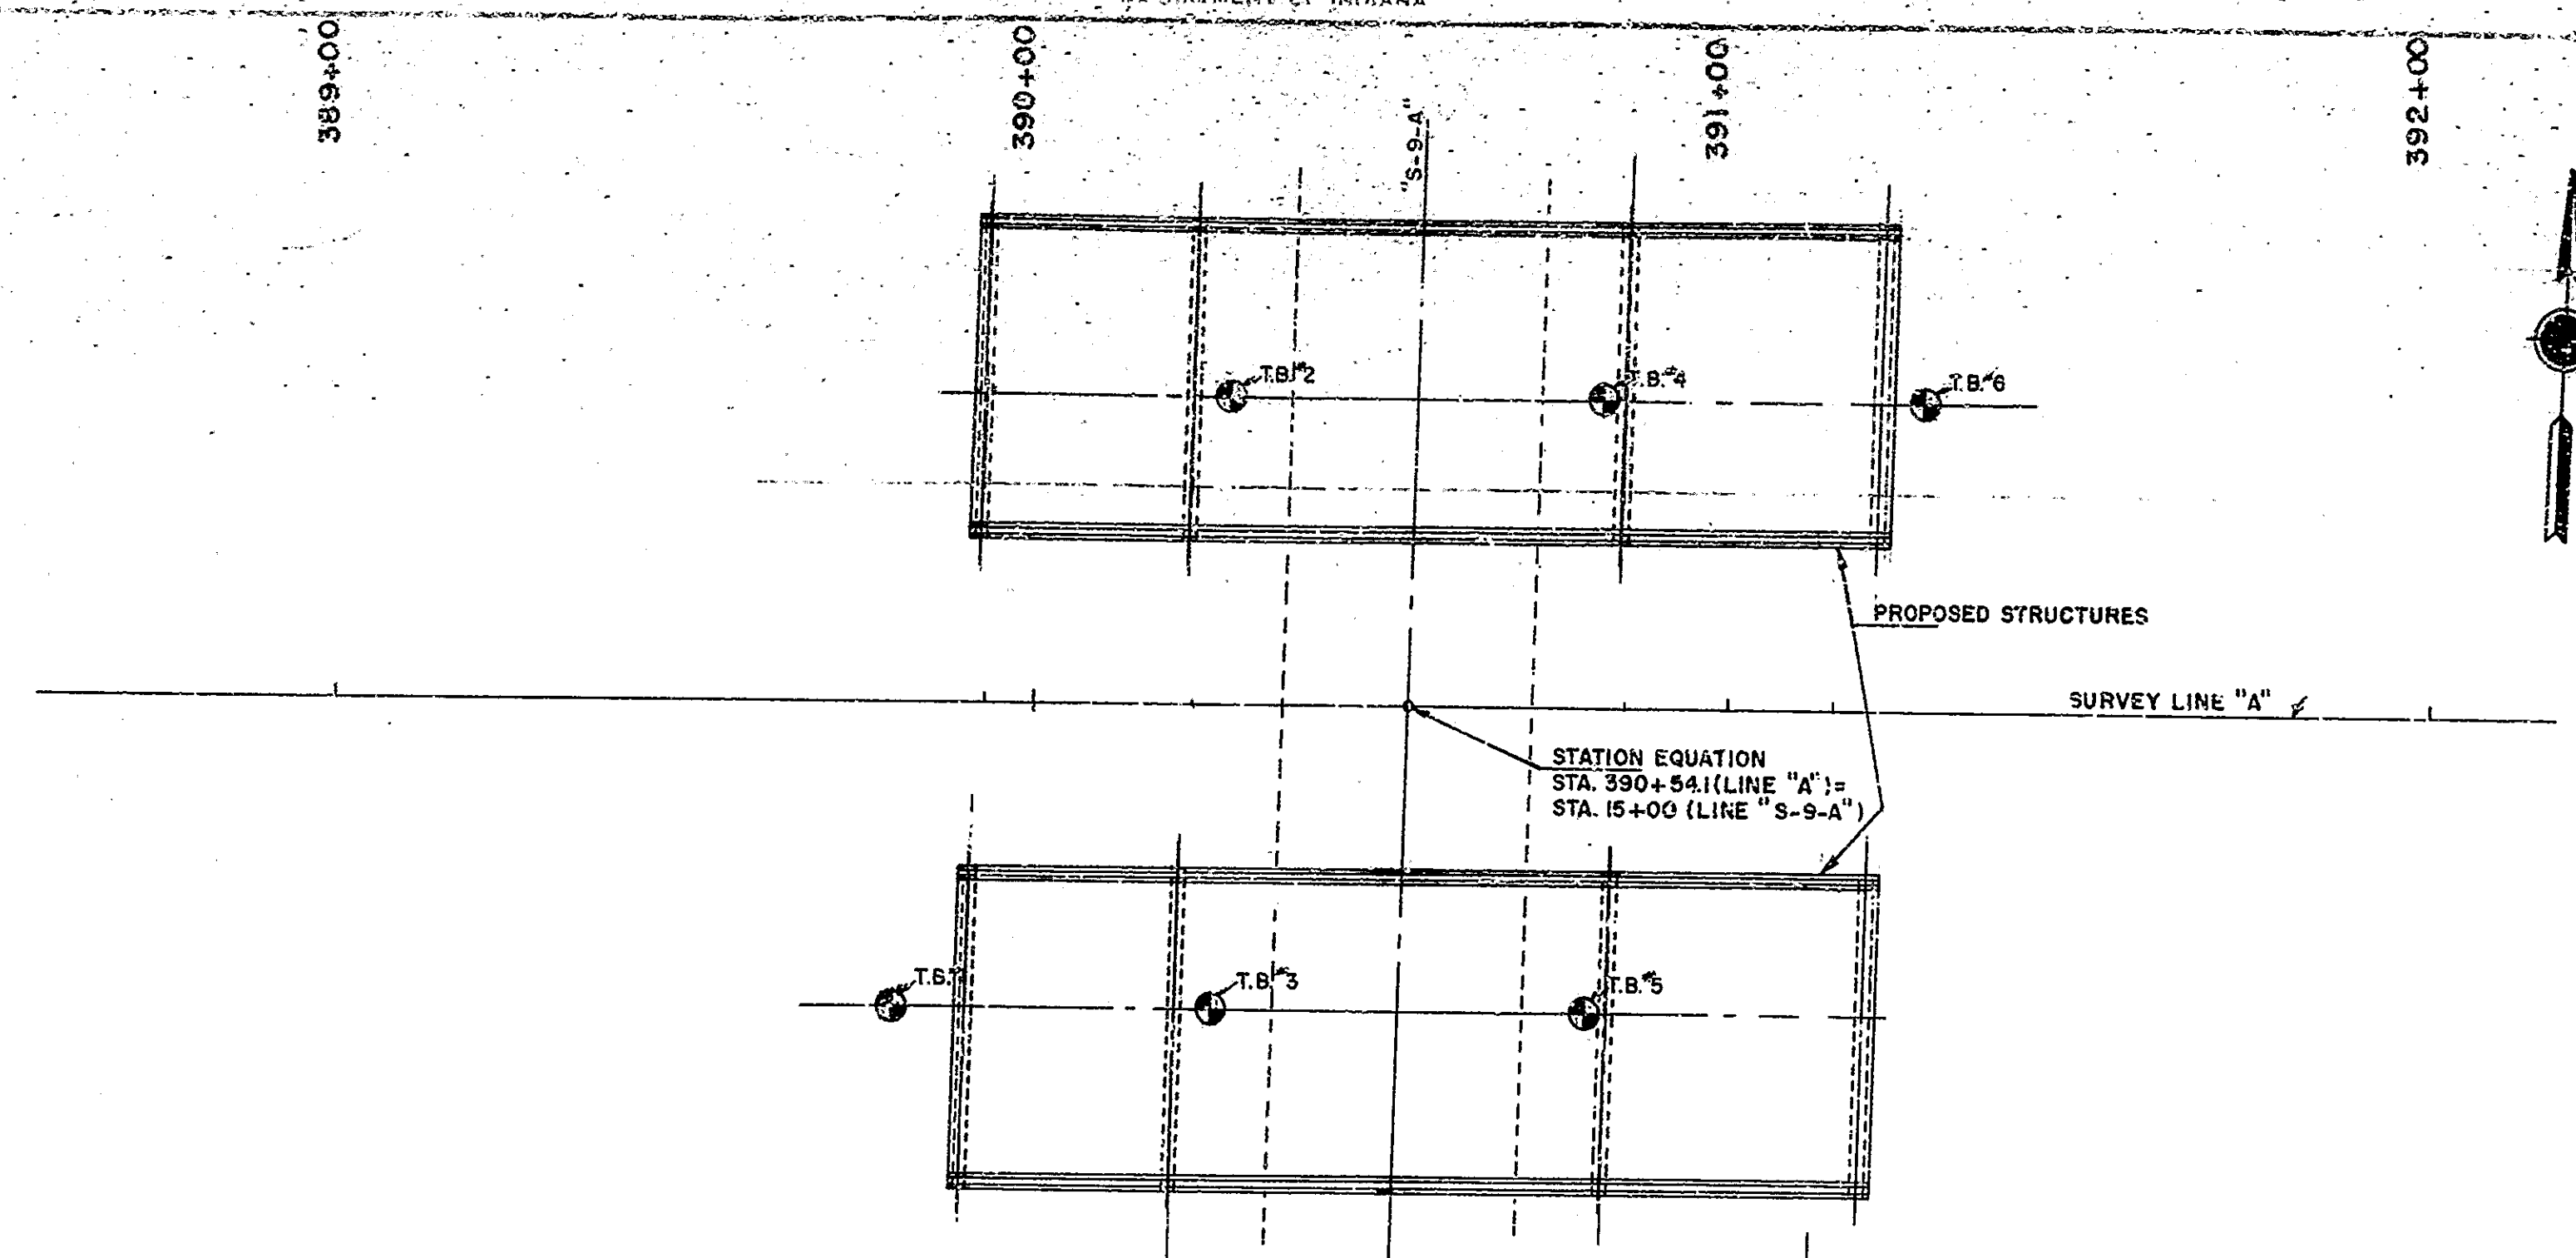 389+00
390+00
391+00
392+00
"S-9-A"
T.B.#2
T.B.#4
T.B.#6
PROPOSED STRUCTURES
SURVEY LINE "A"
STATION EQUATION
STA. 390+54.1(LINE "A")=
STA. 15+00 (LINE "S-9-A")
T.B.
T.B.#3
T.B.#5